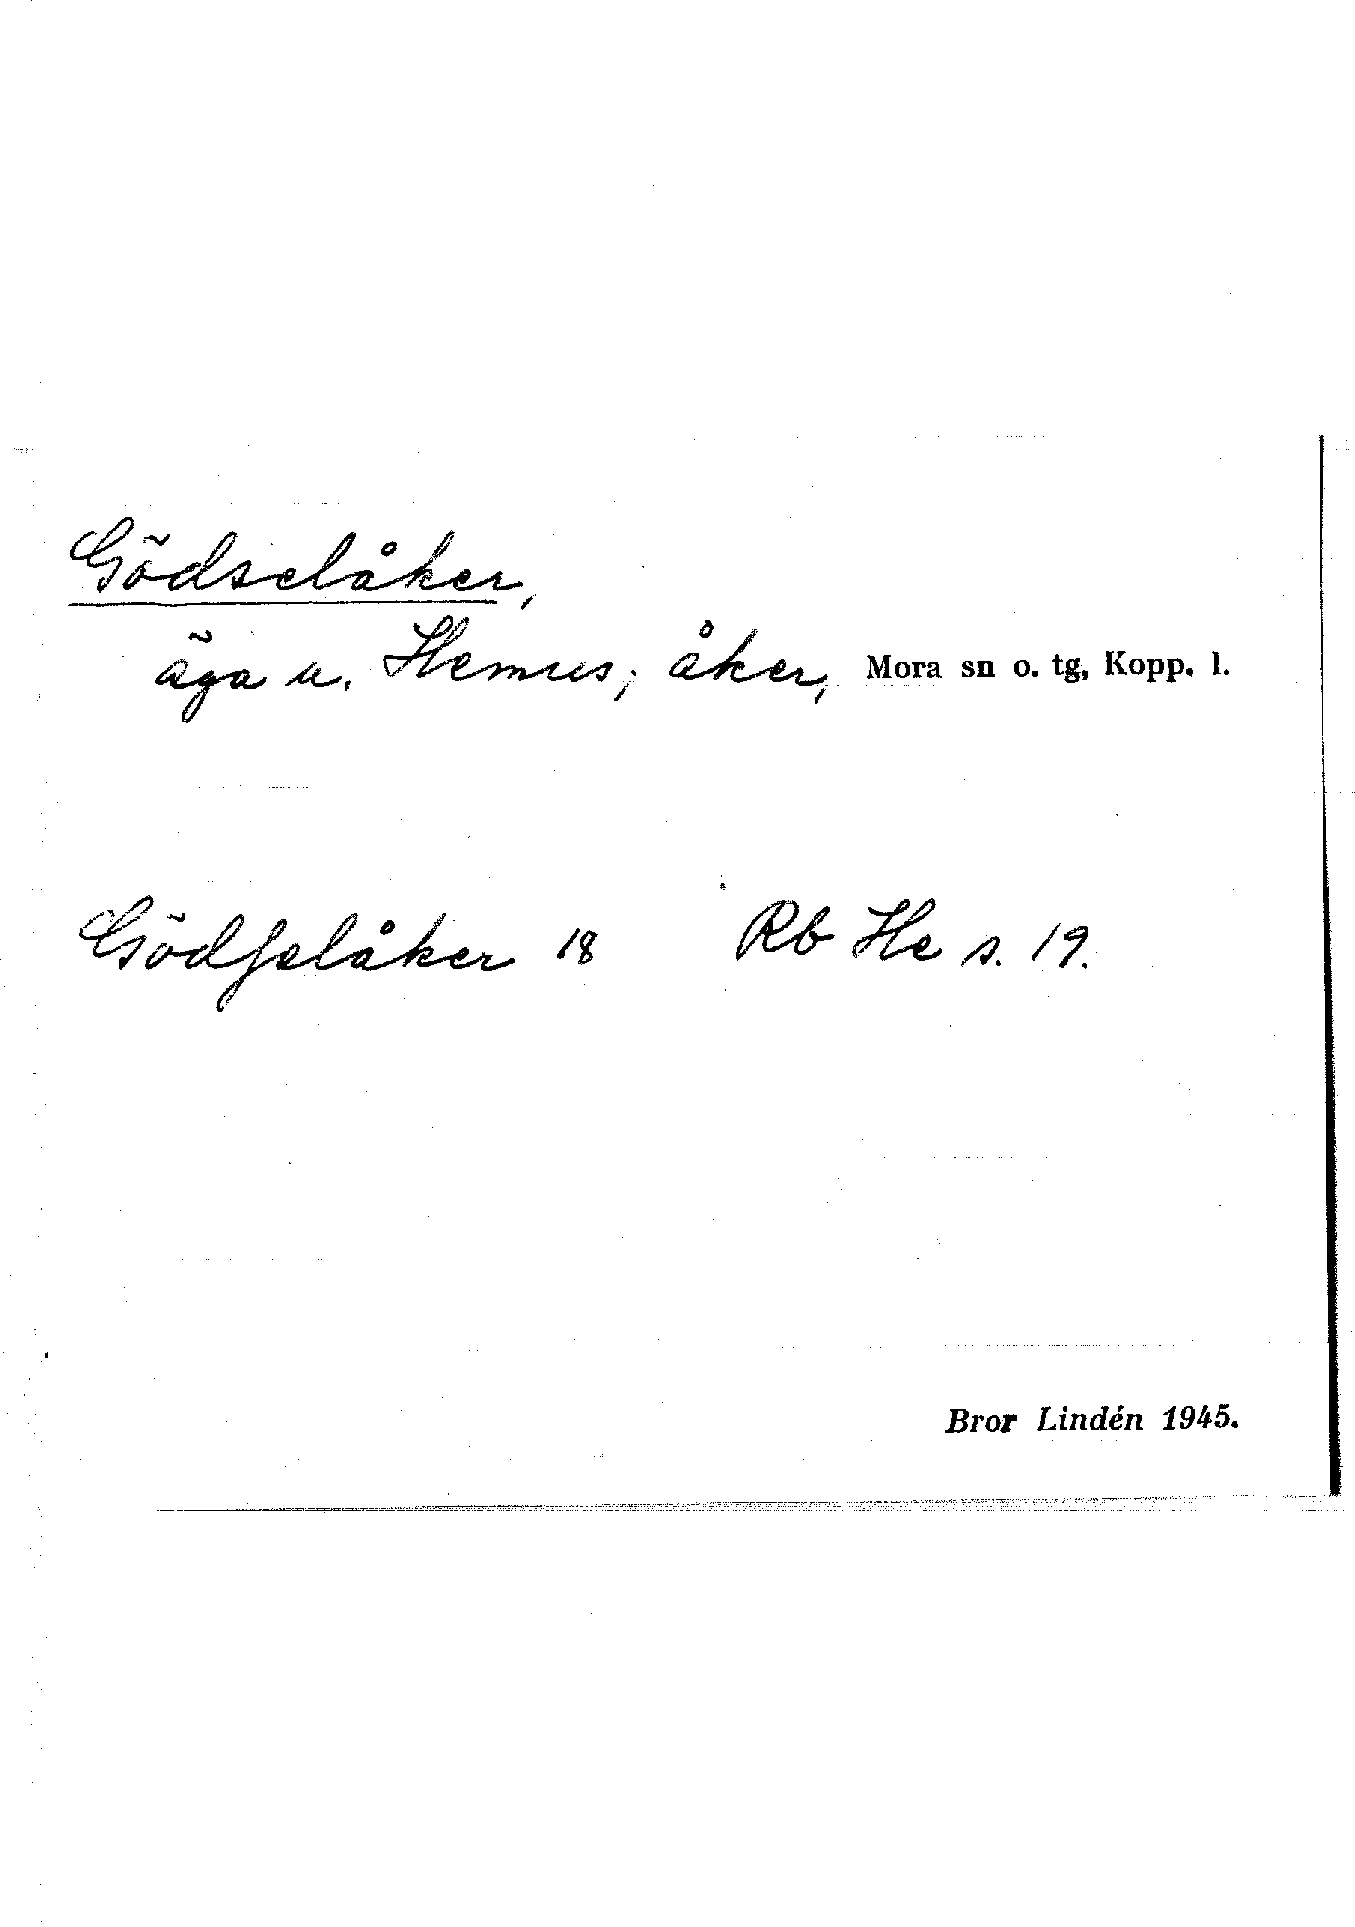 Gödselåker,
äga u. Hemus; åker, Mora sn o. tg, Kopp. l.
Gödſelåker 18 Rb He s. 19.
Bror Lindén 1945.